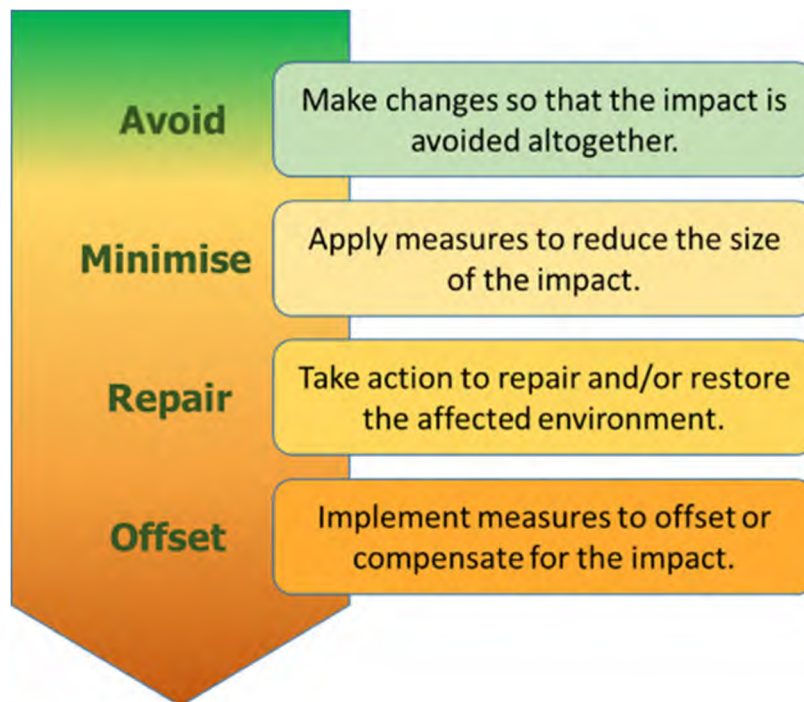 Avoid
Make changes so that the impact is
avoided altogether.
Minimise
Apply measures to reduce the size
of the impact.
Repair
Take action to repair and/or restore
the affected environment.
Offset
Implement measures to offset or
compensate for the impact.